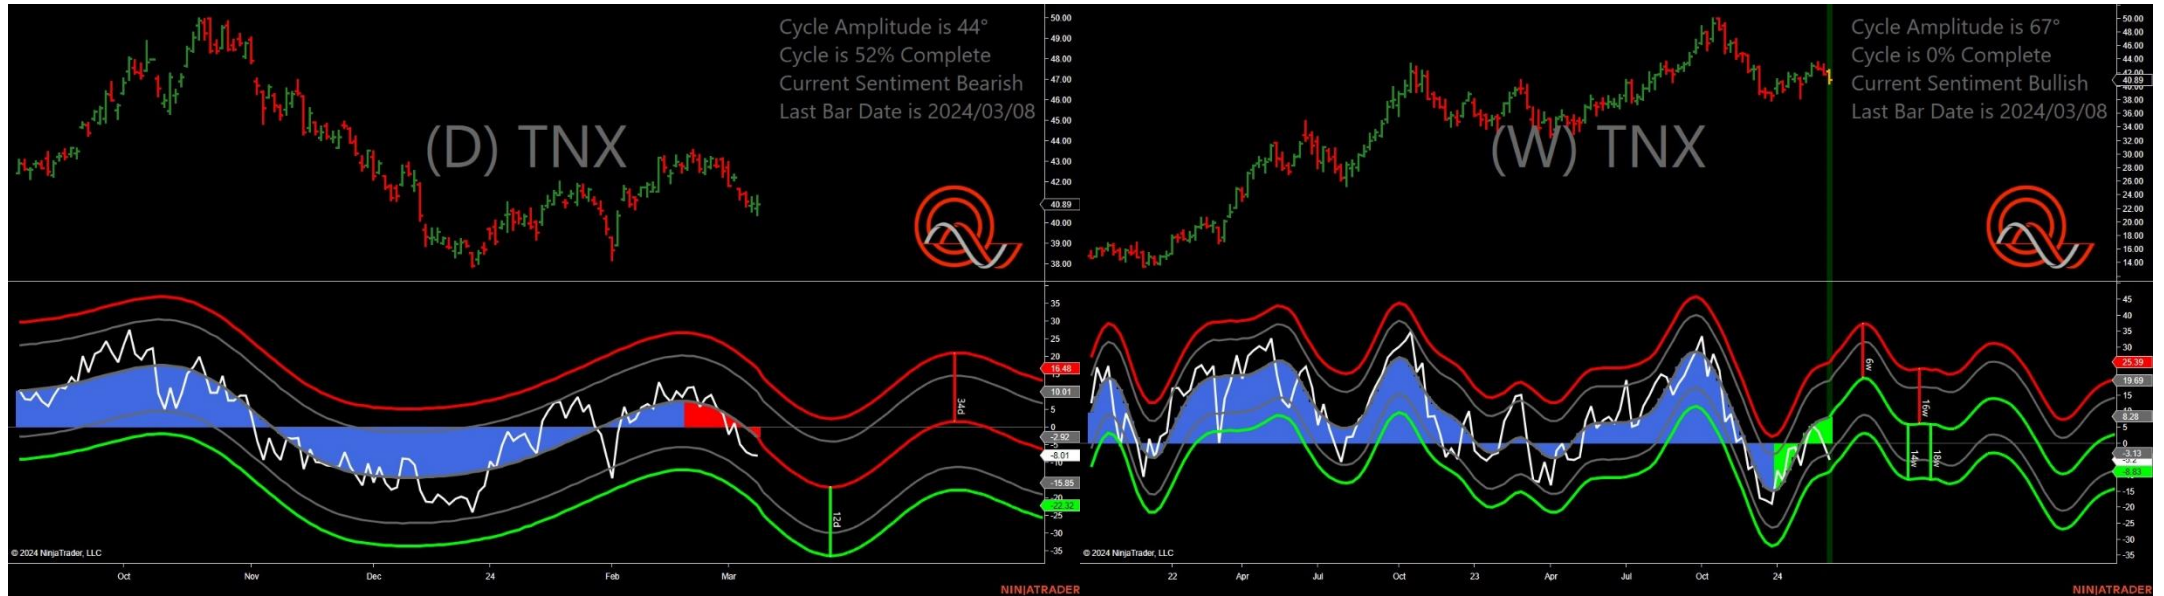 Cycle Amplitude is 44°
Cycle is 52% Complete
Current Sentiment Bearish
Last Bar Date is 2024/03/08
(D) TNX
50.00
49.00
48.00
47.00
46.00
45.00
44.00
43.00
42.00
40.89
40.00
39.00
38.00
35
30
25
20
16.48
10.01
5
0
-2.92
-8.01
-15.85
-22.32
-25
-30
-35
34d
12d
© 2024 NinjaTrader, LLC
Oct
Nov
Dec
24
Feb
Mar
NINJATRADER
Cycle Amplitude is 67°
Cycle is 0% Complete
Current Sentiment Bullish
Last Bar Date is 2024/03/08
(W) TNX
50.00
48.00
46.00
44.00
40.89
38.00
36.00
34.00
32.00
30.00
28.00
26.00
24.00
22.00
20.00
18.00
16.00
14.00
45
40
35
30
25.39
19.69
15
8.28
5
0
-3.13
-8.83
-15
-20
-25
-30
-35
6w
16w
14w
18w
© 2024 NinjaTrader, LLC
22
Apr
Jul
Oct
23
Apr
Jul
Oct
24
NINJATRADER